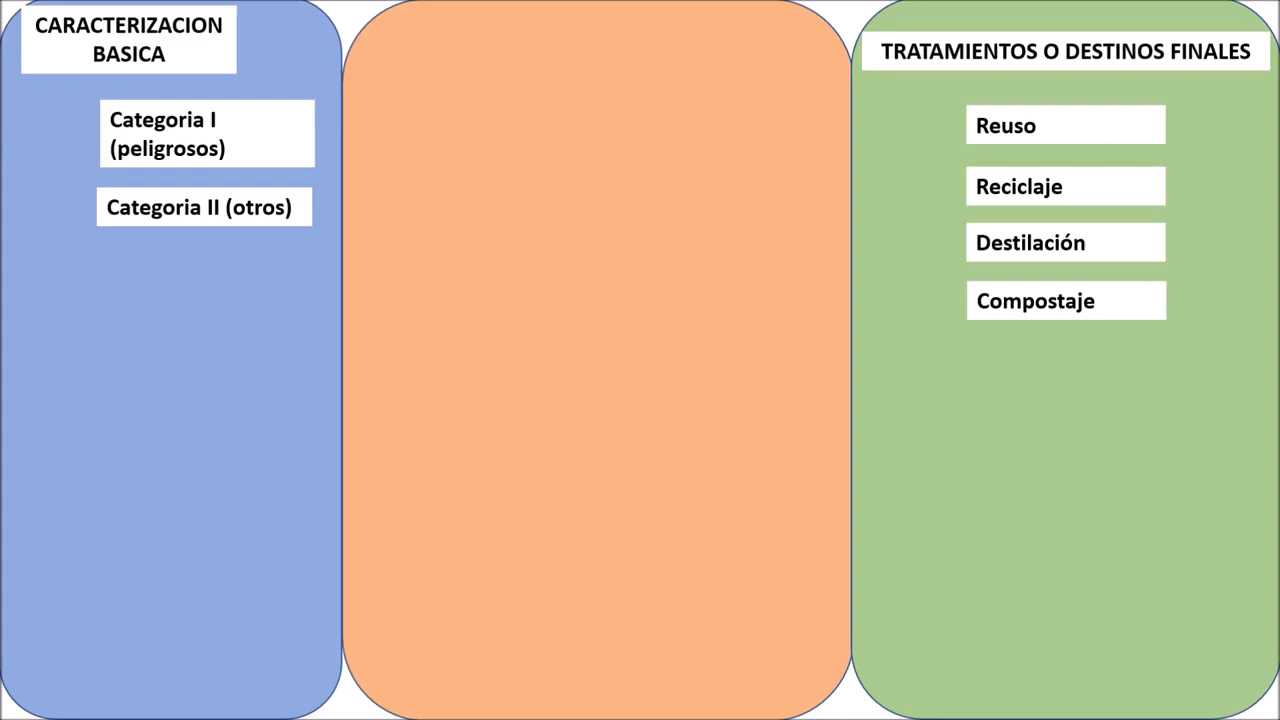 CARACTERIZACION
BASICA
Categoria I
(peligrosos)
Categoria II (otros)
TRATAMIENTOS O DESTINOS FINALES
Reuso
Reciclaje
Destilación
Compostaje